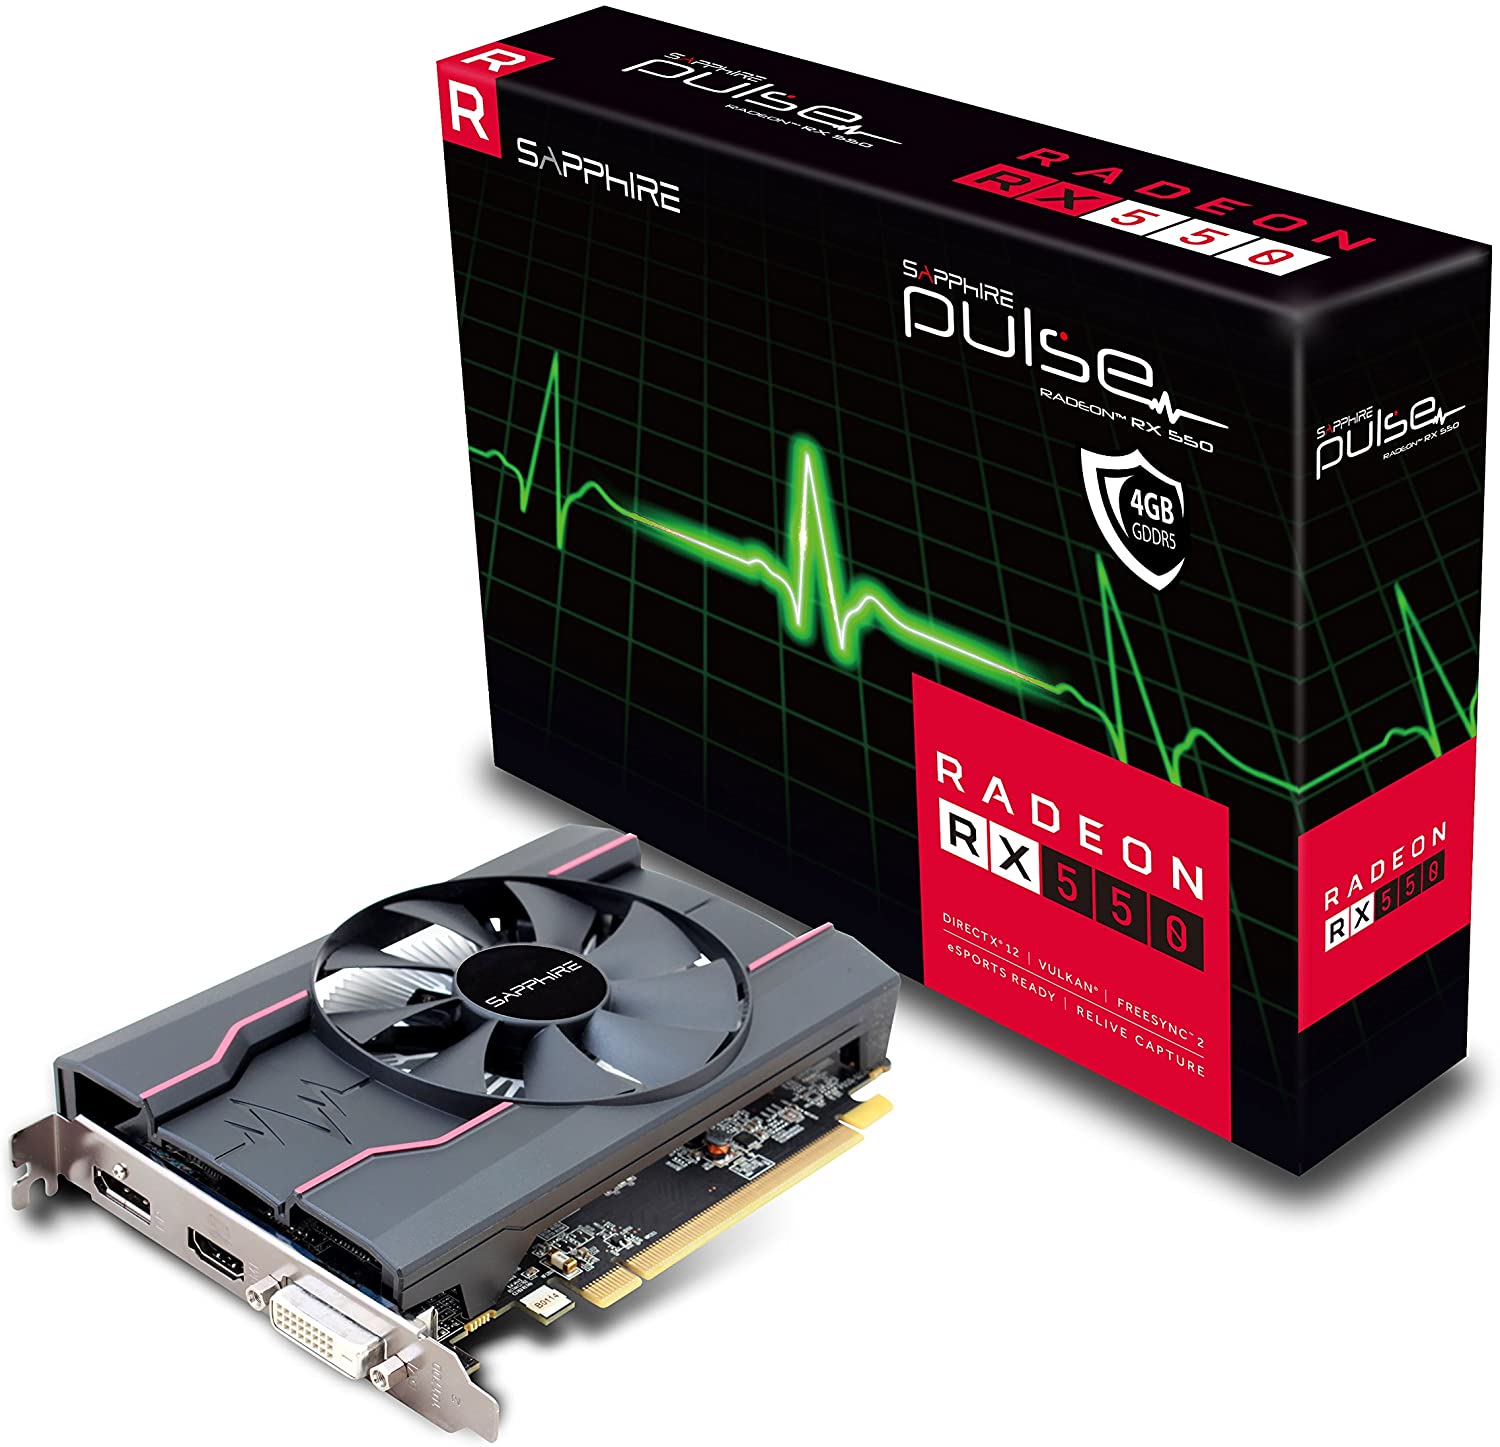 R
R
SAPPHIRE
SAPPHIRE
pulse
RADEON™ RX 550
RADEON
RX 550
SAPPHIRE
pulse
RADEON™ RX 550
4GB
GDDR5
SAPPHIRE
pulse
RADEON™ RX 550
RADEON
RX 550
DIRECTX® 12 | VULKAN® | FREESYNC™ 2
eSPORTS READY | RELIVE CAPTURE
RADEON
RX 550
SAPPHIRE
B0114